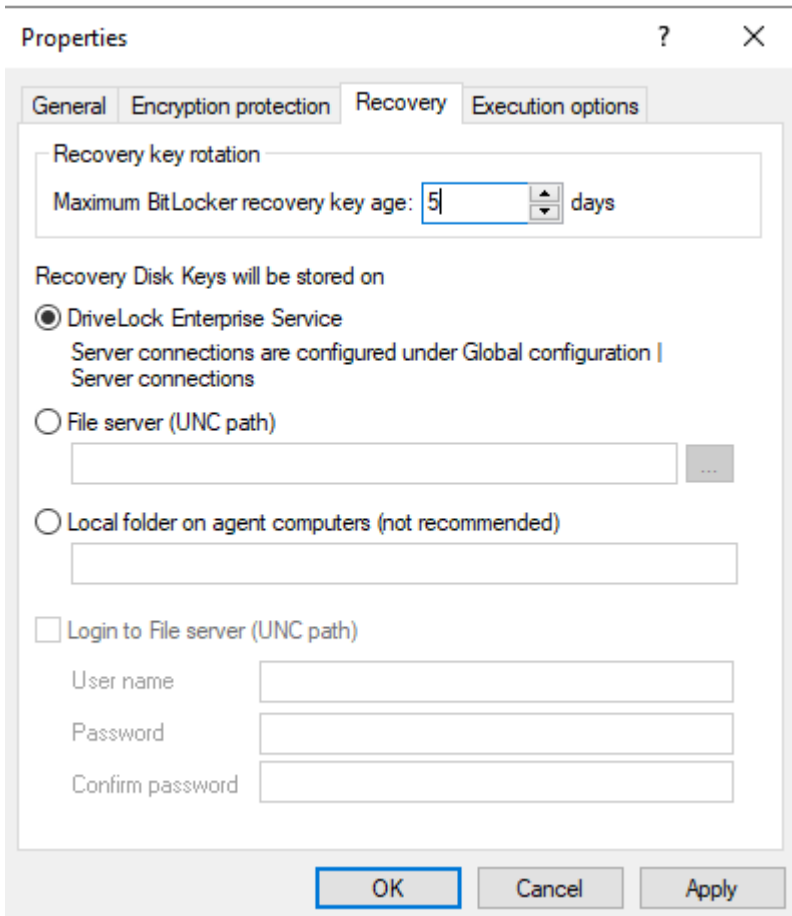 Properties
?
General Encryption protection Recovery Execution options
Recovery key rotation
Maximum BitLocker recovery key age: 5 days
Recovery Disk Keys will be stored on
DriveLock Enterprise Service
Server connections are configured under Global configuration |
Server connections
File server (UNC path)
...
Local folder on agent computers (not recommended)
Login to File server (UNC path)
User name
Password
Confirm password
OK Cancel Apply